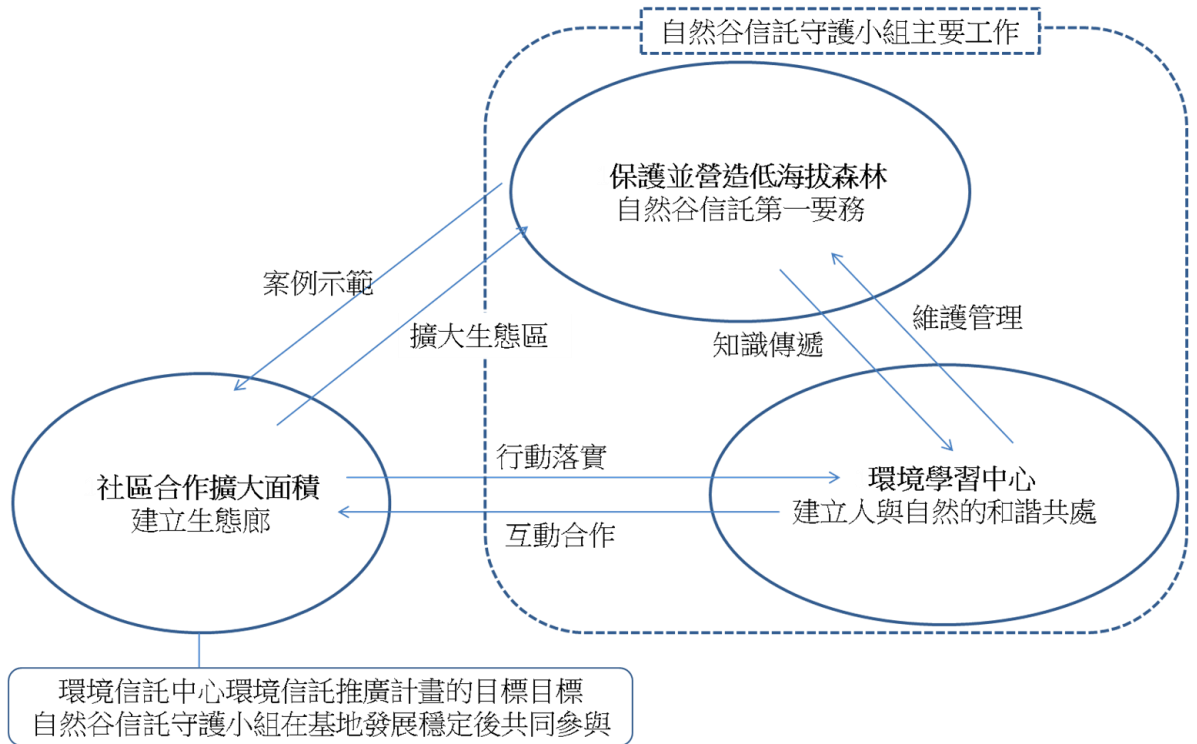 自然谷信託守護小組主要工作
保護並營造低海拔森林
自然谷信託第一要務
案例示範
擴大生態區
知識傳遞
維護管理
社區合作擴大面積
建立生態廊
行動落實
互動合作
環境學習中心
建立人與自然的和諧共處
環境信託中心環境信託推廣計畫的目標目標
自然谷信託守護小組在基地發展穩定後共同參與